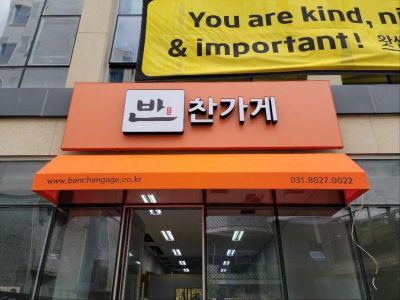 You are kind, ni
& important!
반찬가게
www.banchangage.co.kr
031.8027.0022